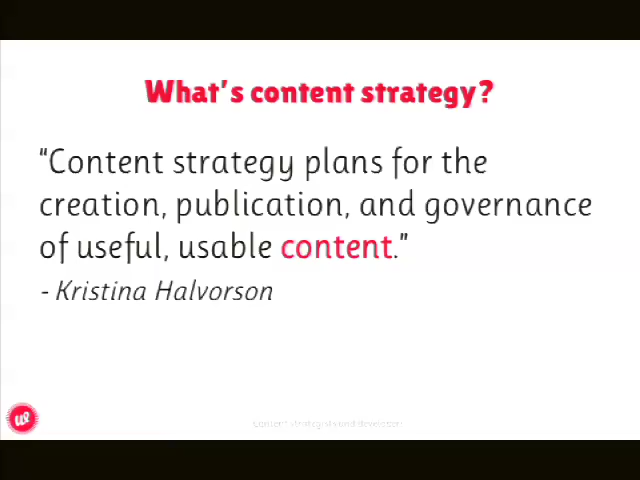 What's content strategy?
"Content strategy plans for the
creation, publication, and governance
of useful, usable content."
- Kristina Halvorson